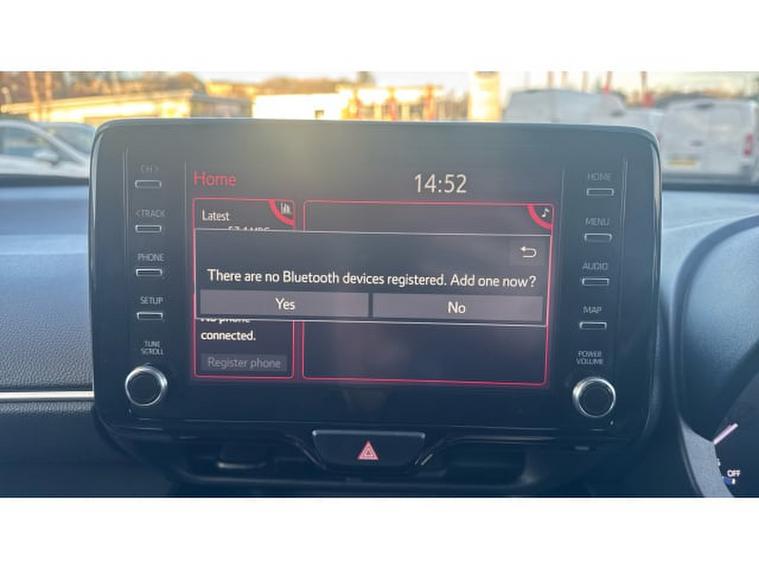 CH >
HOME
Home
14:52
< TRACK
Latest
MENU
There are no Bluetooth devices registered. Add one now?
PHONE
AUDIO
Yes
No
SETUP
MAP
connected.
TUNE
SCROLL
Register phone
POWER
VOLUME
OFF